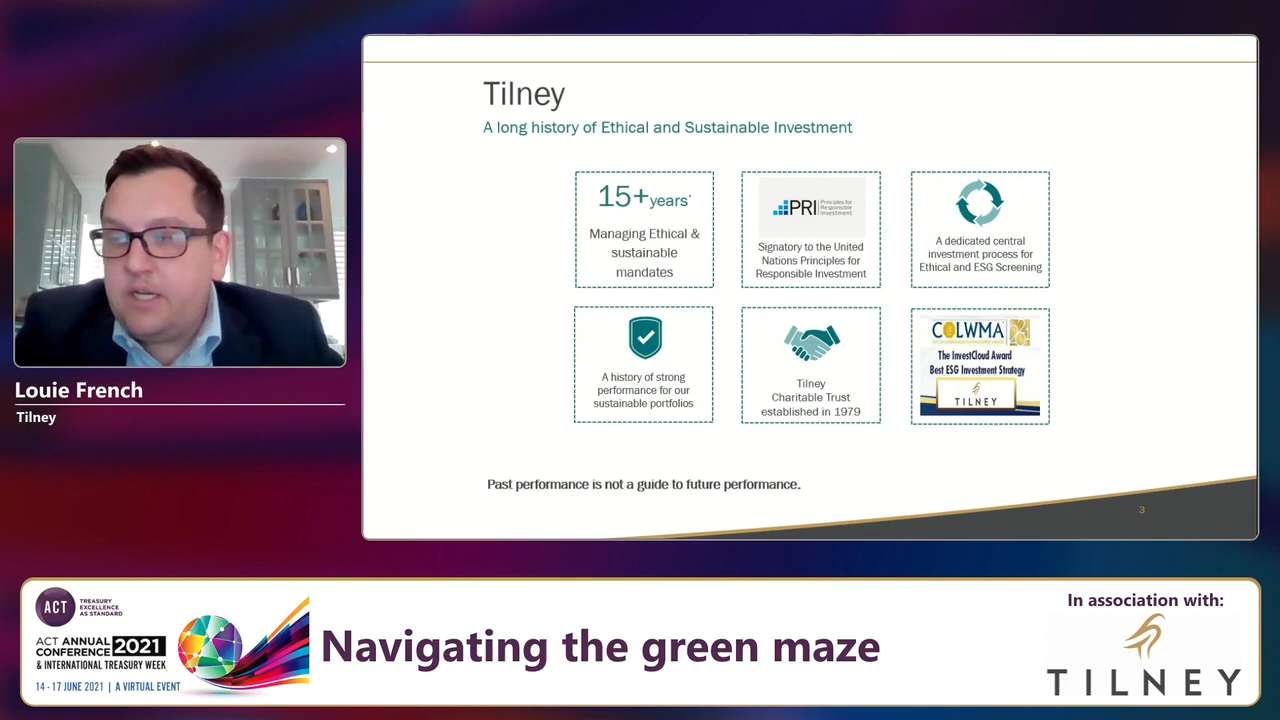 Tilney
A long history of Ethical and Sustainable Investment
15+years*
Managing Ethical &
sustainable
mandates
PRI Principles for
Responsible
Investment
Signatory to the United
Nations Principles for
Responsible Investment
A dedicated central
investment process for
Ethical and ESG Screening
A history of strong
performance for our
sustainable portfolios
Tilney
Charitable Trust
established in 1979
COLWMA
The InvestCloud Award
Best ESG Investment Strategy
TILNEY
Past performance is not a guide to future performance.
3
Louie French
Tilney
ACT
TREASURY
EXCELLENCE
AS STANDARD
ACT ANNUAL
CONFERENCE 2021
& INTERNATIONAL TREASURY WEEK
14 - 17 JUNE 2021 | A VIRTUAL EVENT
Navigating the green maze
In association with:
TILNEY